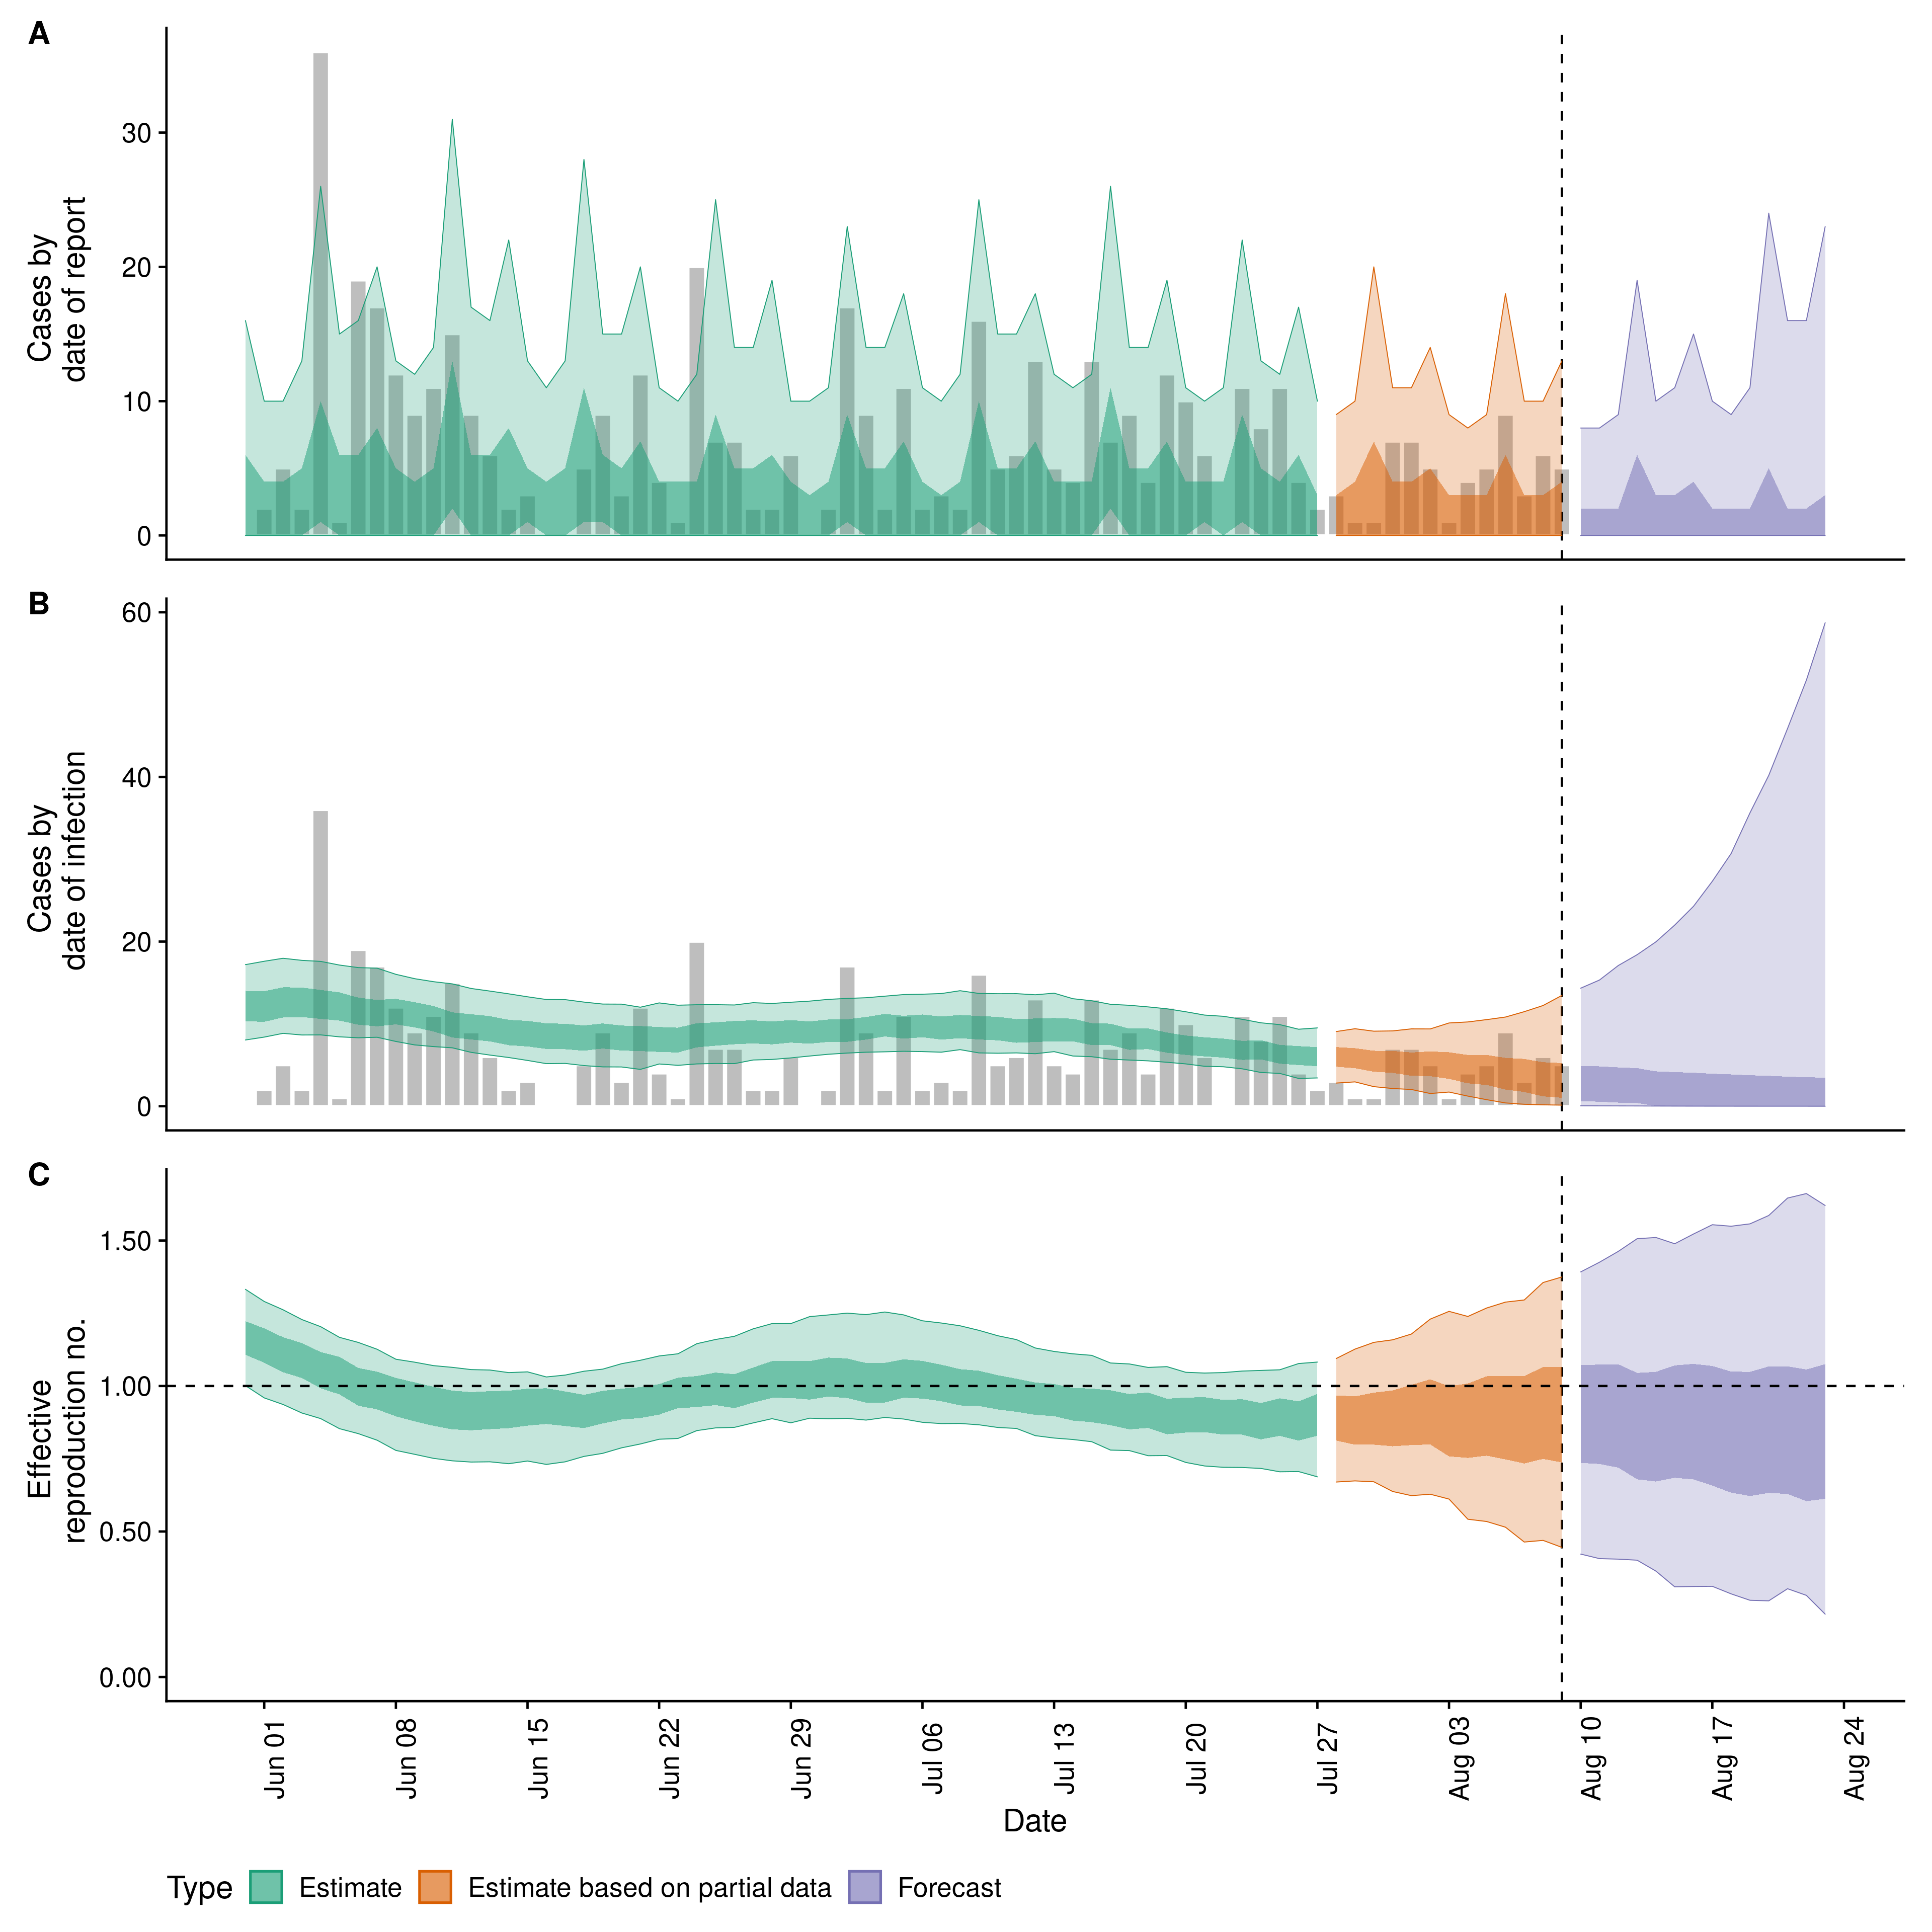 A
Cases by
date of report
30
20
10
0
B
Cases by
date of infection
60
40
20
0
C
Effective
reproduction no.
1.50
1.00
0.50
0.00
Jun 01
Jun 08
Jun 15
Jun 22
Jun 29
Jul 06
Jul 13
Jul 20
Jul 27
Aug 03
Aug 10
Aug 17
Aug 24
Date
Type Estimate Estimate based on partial data Forecast